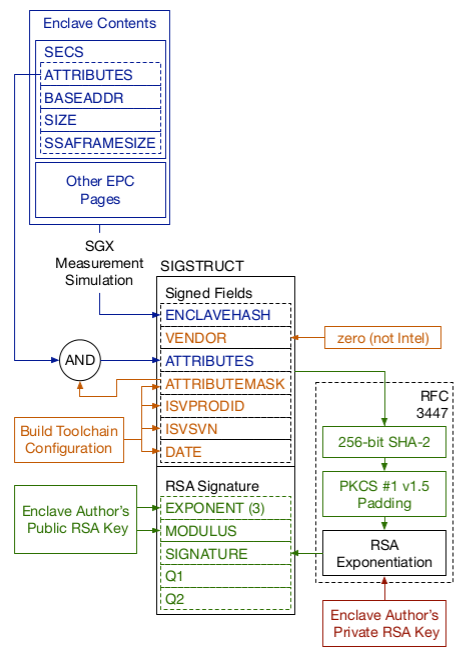 Enclave Contents
SECS
ATTRIBUTES
BASEADDR
SIZE
SSAFRAMESIZE
Other EPC
Pages
SGX
Measurement
Simulation
SIGSTRUCT
Signed Fields
ENCLAVEHASH
VENDOR
zero (not Intel)
AND
ATTRIBUTES
ATTRIBUTEMASK
ISVPRODID
ISVSVN
DATE
Build Toolchain
Configuration
RFC
3447
256-bit SHA-2
PKCS #1 v1.5
Padding
RSA
Exponentiation
RSA Signature
EXPONENT (3)
MODULUS
SIGNATURE
Q1
Q2
Enclave Author's
Public RSA Key
Enclave Author's
Private RSA Key